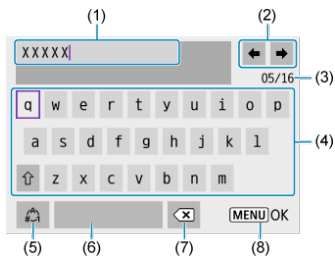 (1) (2)
XXXXX
05/16 (3)
q w e r t y u i o p
a s d f g h j k l (4)
z x c v b n m
MENU OK
(5) (6) (7) (8)